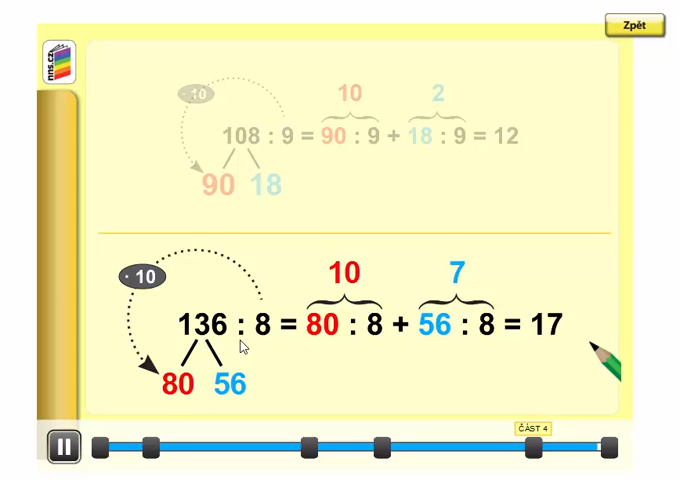 Zpět
nns.cz
10 2
· 10
108 : 9 = 90 : 9 + 18 : 9 = 12
90 18
10 7
· 10
136 : 8 = 80 : 8 + 56 : 8 = 17
80 56
ČÁST 4